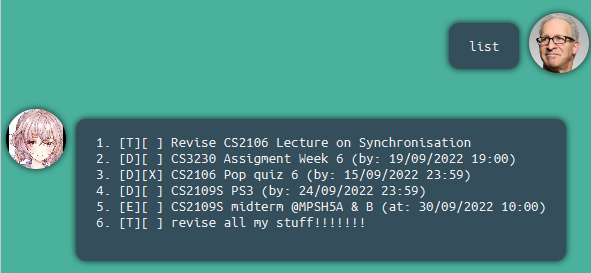 list
1. [T][ ] Revise CS2106 Lecture on Synchronisation
2. [D][ ] CS3230 Assigment Week 6 (by: 19/09/2022 19:00)
3. [D][X] CS2106 Pop quiz 6 (by: 15/09/2022 23:59)
4. [D][ ] CS2109S PS3 (by: 24/09/2022 23:59)
5. [E][ ] CS2109S midterm @MPSH5A & B (at: 30/09/2022 10:00)
6. [T][ ] revise all my stuff!!!!!!!